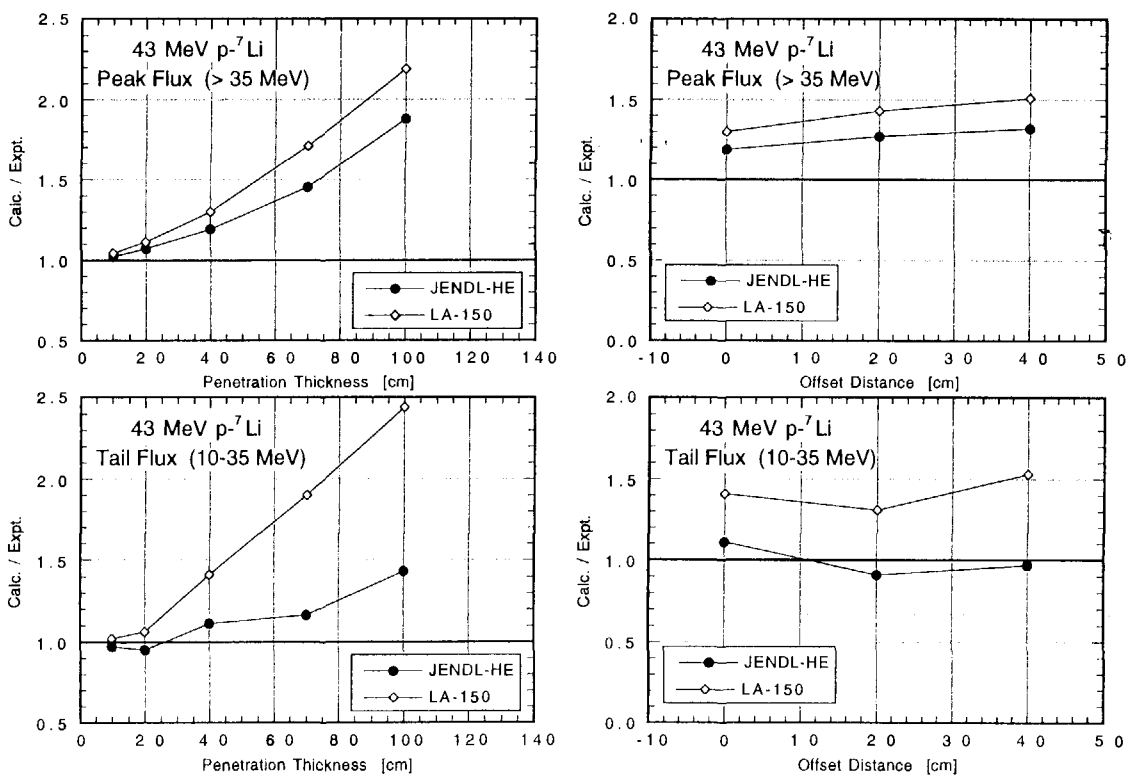 2.5
43 MeV p-⁷Li
Peak Flux (> 35 MeV)
2.0
1.5
1.0
0.5
Calc. / Expt.
JENDL-HE
LA-150
0 20 40 60 80 100 120 140
Penetration Thickness [cm]
2.0
43 MeV p-⁷Li
Peak Flux (> 35 MeV)
1.5
1.0
0.5
0.0
Calc. / Expt.
JENDL-HE
LA-150
-10 0 10 20 30 40 50
Offset Distance [cm]
2.5
43 MeV p-⁷Li
Tail Flux (10-35 MeV)
2.0
1.5
1.0
0.5
Calc. / Expt.
JENDL-HE
LA-150
0 20 40 60 80 100 120 140
Penetration Thickness [cm]
2.0
43 MeV p-⁷Li
Tail Flux (10-35 MeV)
1.5
1.0
0.5
0.0
Calc. / Expt.
JENDL-HE
LA-150
-10 0 10 20 30 40 50
Offset Distance [cm]